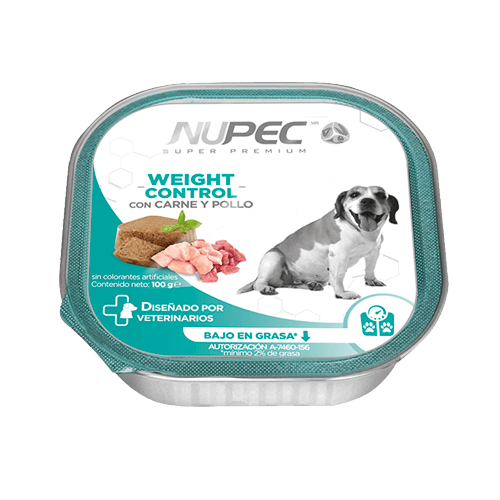 NUPEC MR
SUPER PREMIUM
WEIGHT
CONTROL
CON CARNE Y POLLO
sin colorantes artificiales
Contenido neto: 100 g e
DISEÑADO POR
VETERINARIOS
BAJO EN GRASA*
AUTORIZACIÓN A-7460-156
*mínimo 2% de grasa